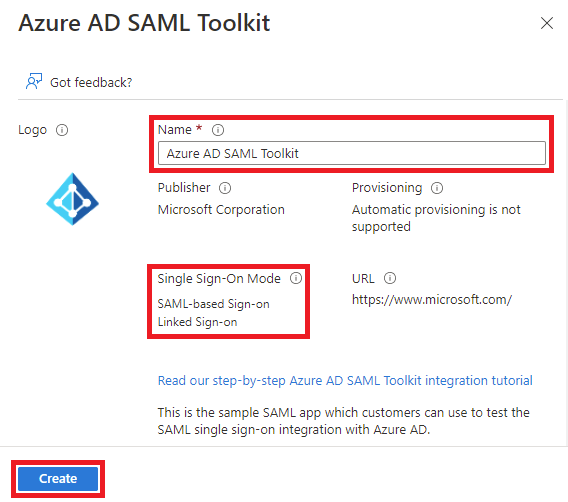 Azure AD SAML Toolkit
Got feedback?
Logo
Name *
Azure AD SAML Toolkit
Publisher
Microsoft Corporation
Provisioning
Automatic provisioning is not
supported
Single Sign-On Mode
SAML-based Sign-on
Linked Sign-on
URL
https://www.microsoft.com/
Read our step-by-step Azure AD SAML Toolkit integration tutorial
This is the sample SAML app which customers can use to test the
SAML single sign-on integration with Azure AD.
Create